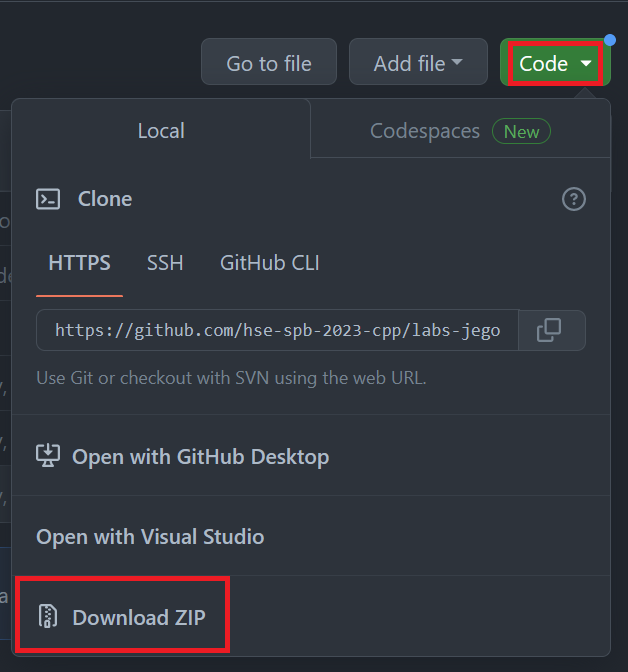 Go to file
Add file
Code
Local
Codespaces
New
Clone
HTTPS
SSH
GitHub CLI
https://github.com/hse-spb-2023-cpp/labs-jego
Use Git or checkout with SVN using the web URL.
Open with GitHub Desktop
Open with Visual Studio
Download ZIP